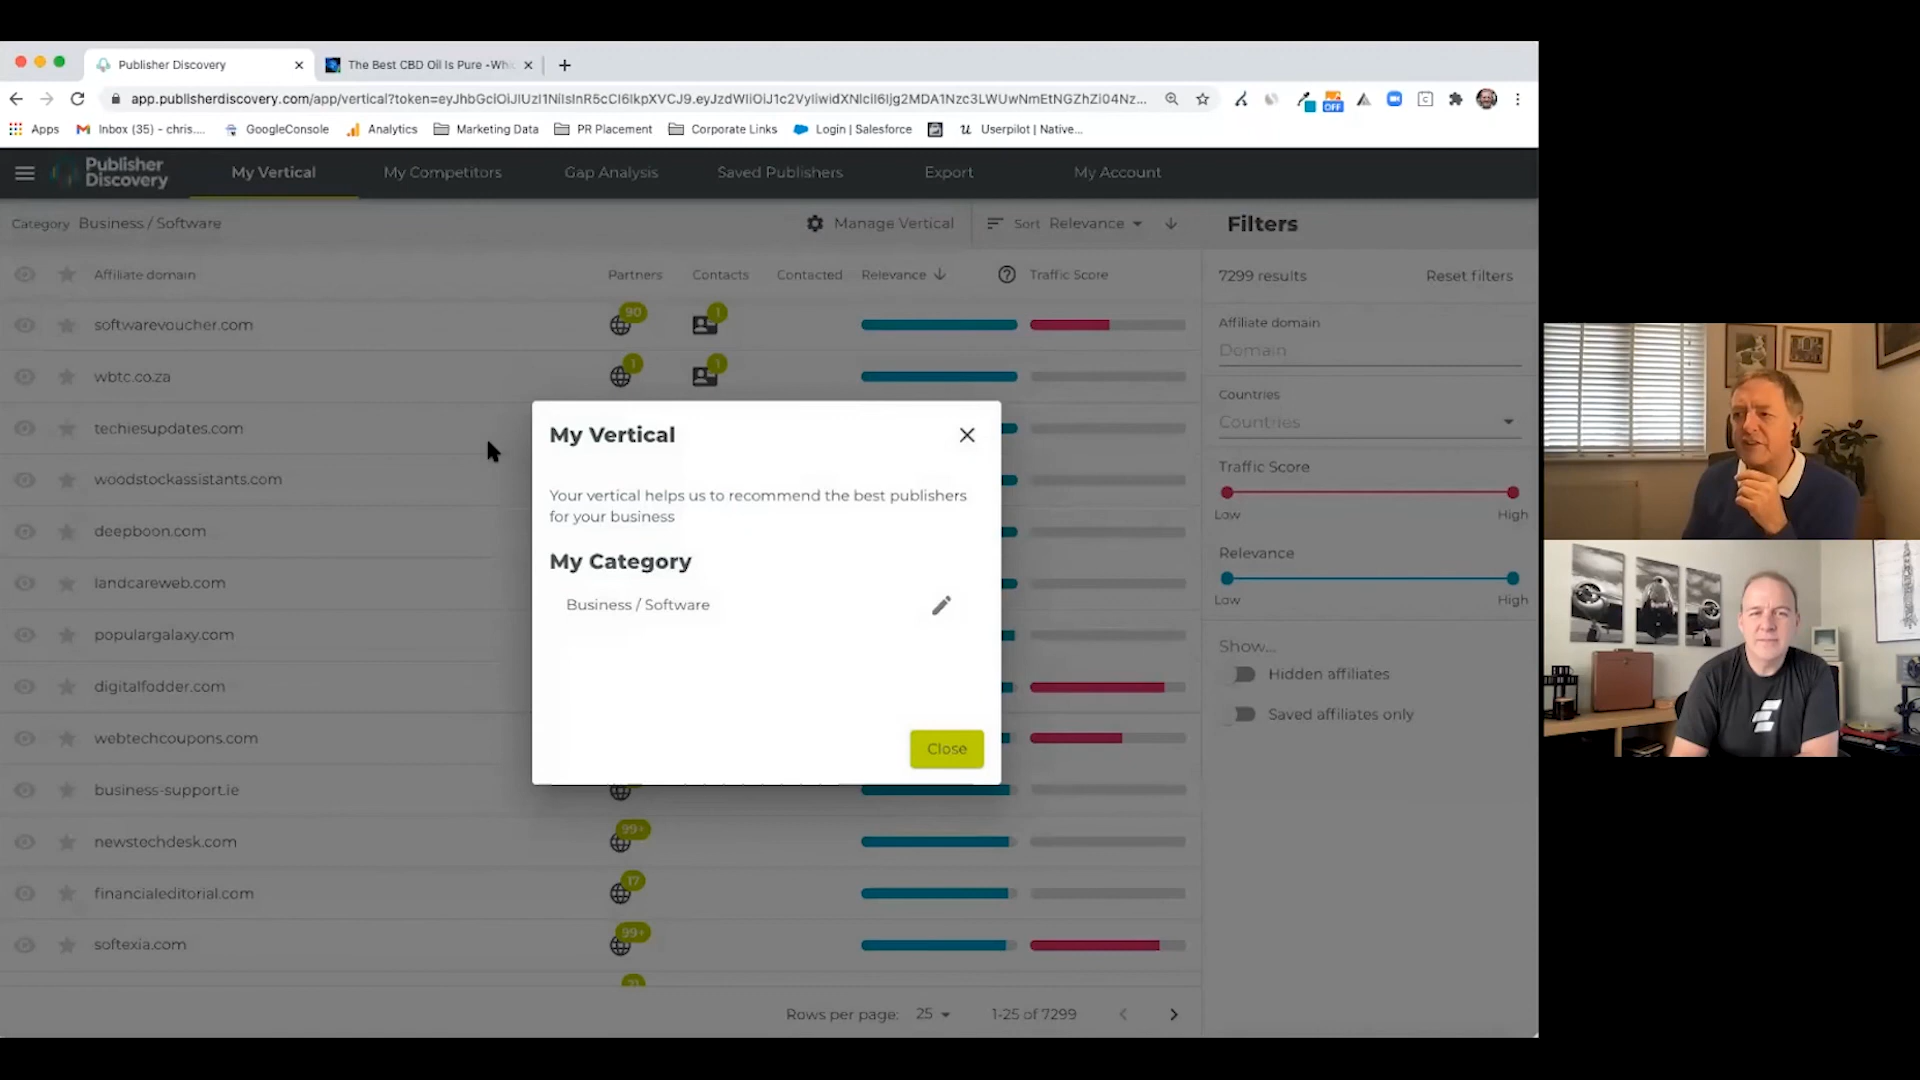 Publisher Discovery
The Best CBD Oil Is Pure -Whi
app.publisherdiscovery.com/app/vertical?token=
OFF
Apps
Inbox (35) - chris....
GoogleConsole
Analytics
Marketing Data
PR Placement
Corporate Links
Login | Salesforce
Userpilot | Native...
Publisher
Discovery
My Vertical
My Competitors
Gap Analysis
Saved Publishers
Export
My Account
Category Business / Software
Manage Vertical
Sort Relevance
Filters
Affiliate domain
Partners
Contacts
Contacted
Relevance
Traffic Score
7299 results
Reset filters
softwarevoucher.com
90
1
wbtc.co.za
1
1
techiesupdates.com
woodstockassistants.com
deepboon.com
landcareweb.com
populargalaxy.com
digitalfodder.com
webtechcoupons.com
business-support.ie
newstechdesk.com
99+
financialeditorial.com
17
softexia.com
99+
My Vertical
Your vertical helps us to recommend the best publishers
for your business
My Category
Business / Software
Close
Affiliate domain
Domain
Countries
Countries
Traffic Score
Low
High
Relevance
Low
High
Show...
Hidden affiliates
Saved affiliates only
Rows per page: 25
1-25 of 7299